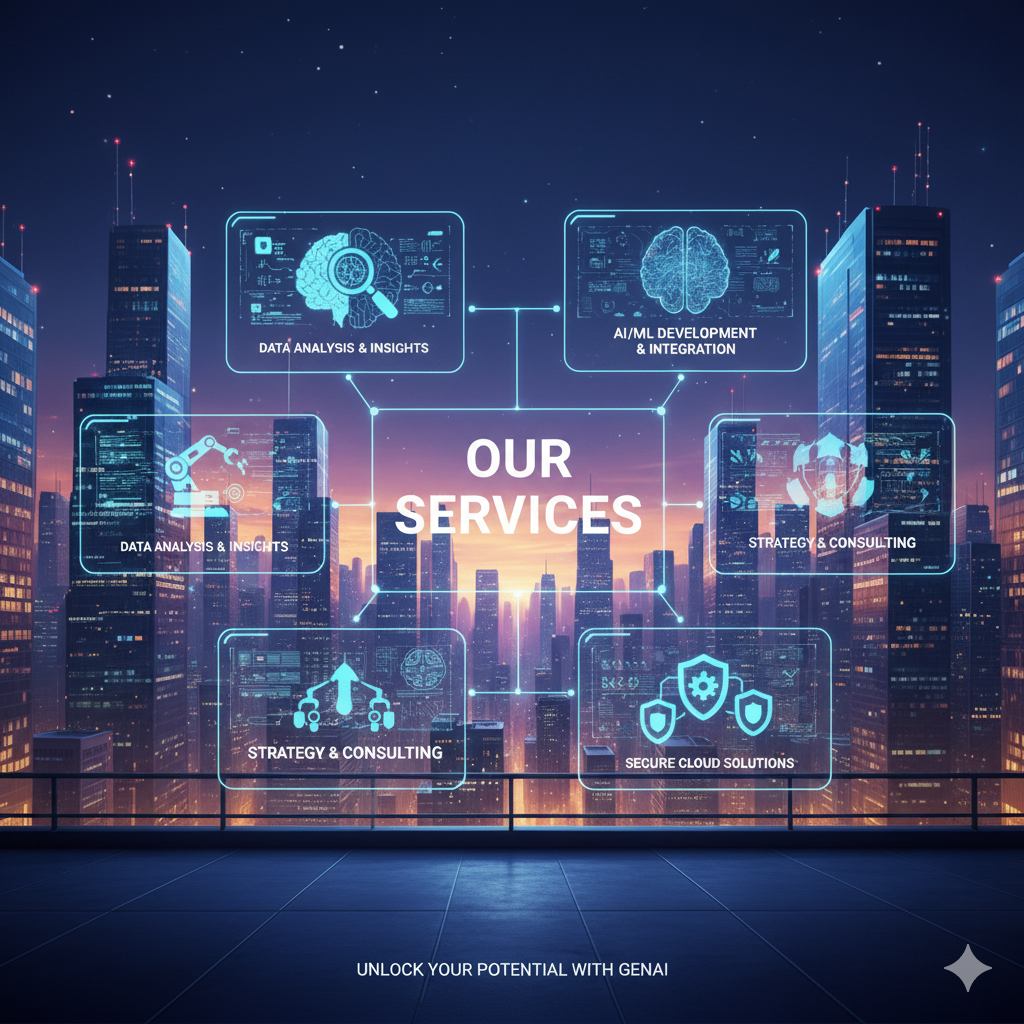 DATA ANALYSIS & INSIGHTS
AI/ML DEVELOPMENT
& INTEGRATION
OUR
SERVICES
DATA ANALYSIS & INSIGHTS
STRATEGY & CONSULTING
STRATEGY & CONSULTING
SECURE CLOUD SOLUTIONS
UNLOCK YOUR POTENTIAL WITH GENAI